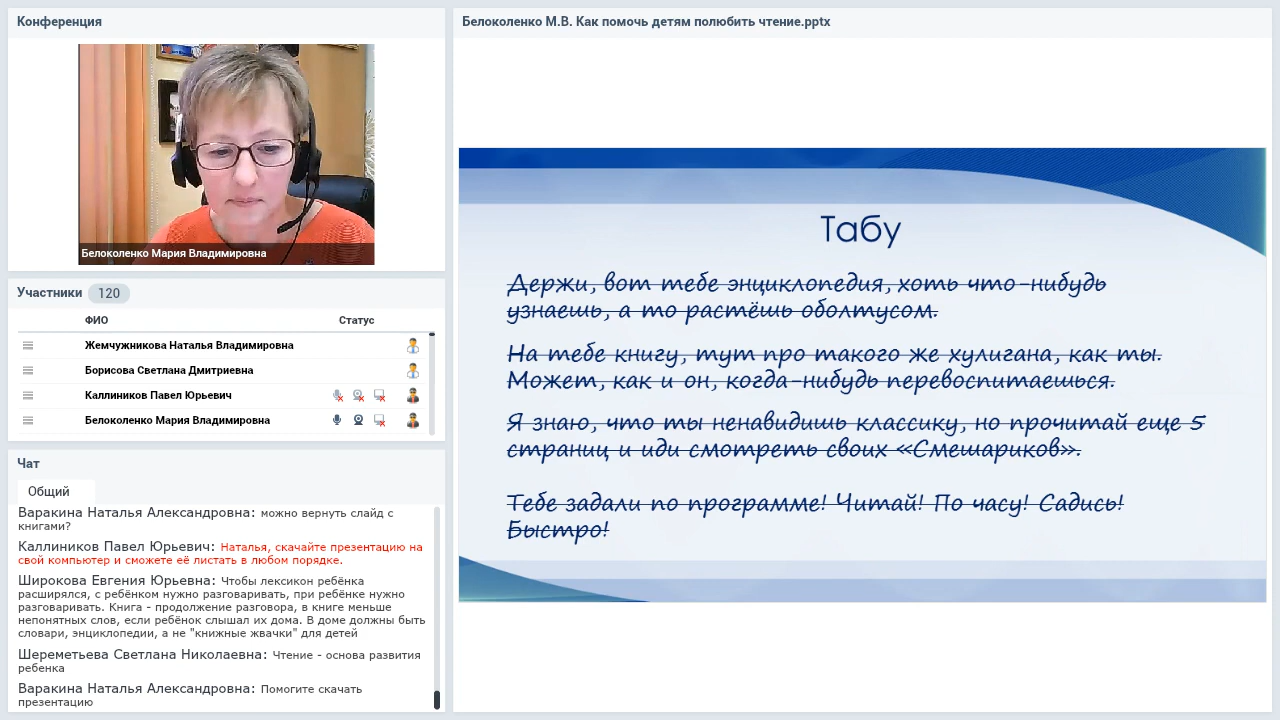 Конференция
Белоколенко Мария Владимировна
Участники 120
ФИО Статус
Жемчужникова Наталья Владимировна
Борисова Светлана Дмитриевна
Каллиников Павел Юрьевич
Белоколенко Мария Владимировна
Чат
Общий
Варакина Наталья Александровна: можно вернуть слайд с
книгами?
Каллиников Павел Юрьевич: Наталья, скачайте презентацию на
свой компьютер и сможете её листать в любом порядке.
Широкова Евгения Юрьевна: Чтобы лексикон ребёнка
расширялся, с ребёнком нужно разговаривать, при ребёнке нужно
разговаривать. Книга - продолжение разговора, в книге меньше
непонятных слов, если ребёнок слышал их дома. В доме должны быть
словари, энциклопедии, а не "книжные жвачки" для детей
Шереметьева Светлана Николаевна: Чтение - основа развития
ребенка
Варакина Наталья Александровна: Помогите скачать
презентацию
Белоколенко М.В. Как помочь детям полюбить чтение.pptx
Табу
Держи, вот тебе энциклопедия, хоть что-нибудь
узнаешь, а то растёшь оболтусом.
На тебе книгу, тут про такого же хулигана, как ты.
Может, как и он, когда-нибудь перевоспитаешься.
Я знаю, что ты ненавидишь классику, но прочитай еще 5
страниц и иди смотреть своих «Смешариков».
Тебе задали по программе! Читай! По часу! Садись!
Быстро!